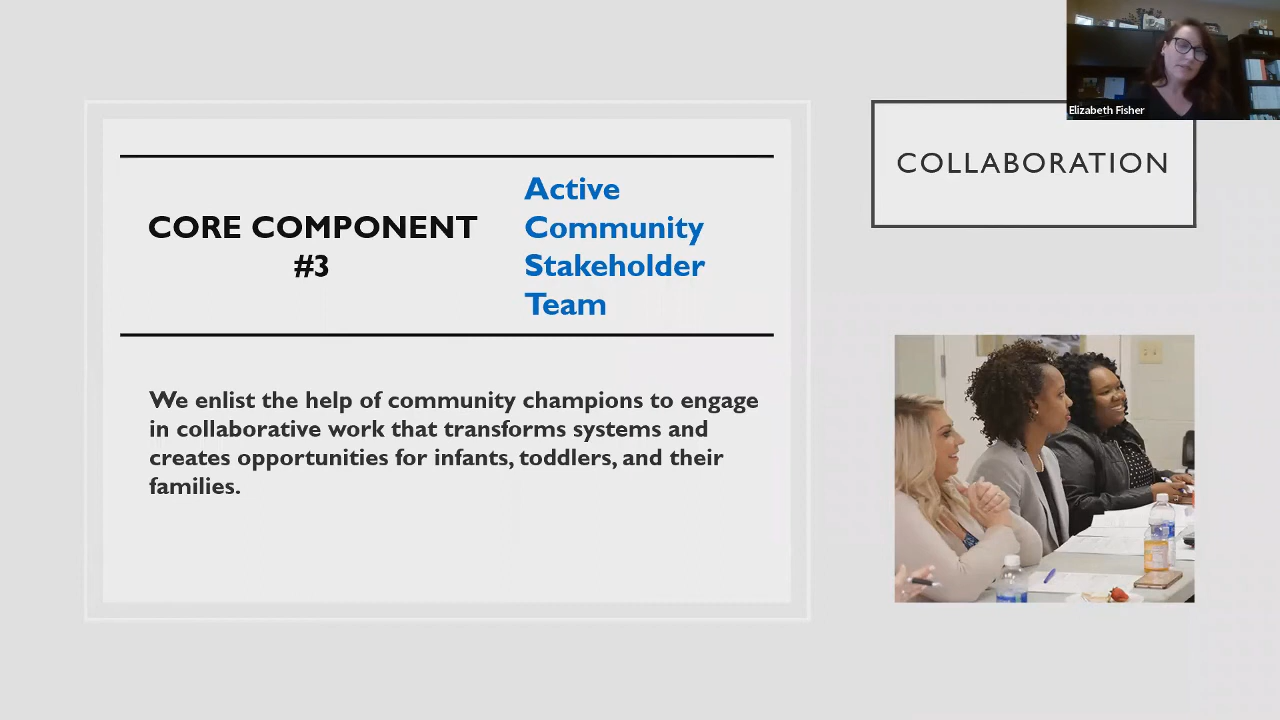 Elizabeth Fisher
COLLABORATION
CORE COMPONENT
#3
Active
Community
Stakeholder
Team
We enlist the help of community champions to engage
in collaborative work that transforms systems and
creates opportunities for infants, toddlers, and their
families.